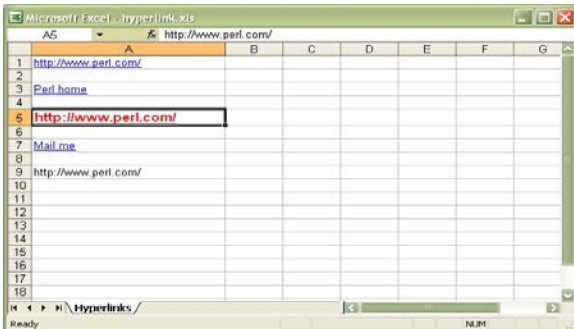 Microsoft Excel - hyperlink.xls
A5 fx http://www.perl.com/
A B C D E F G
1 http://www.perl.com/
2
3 Perl home
4
5 http://www.perl.com/
6
7 Mail me
8
9 http://www.perl.com/
10
11
12
13
14
15
16
17
18
Hyperlinks
Ready NUM